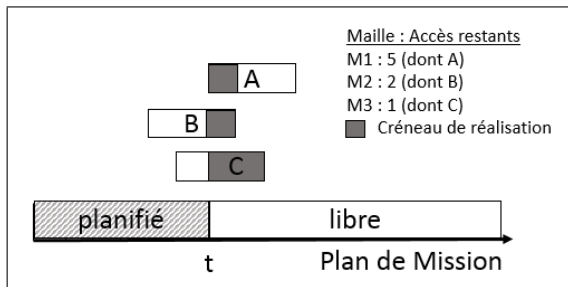 Maille : Accès restants
M1 : 5 (dont A)
M2 : 2 (dont B)
M3 : 1 (dont C)
Créneau de réalisation
A
B
C
planifié
libre
t
Plan de Mission